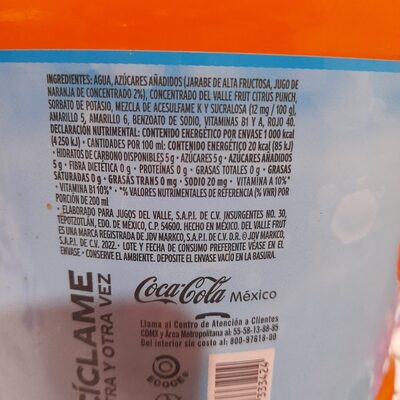 INGREDIENTES: AGUA, AZÚCARES AÑADIDOS (JARABE DE ALTA FRUCTOSA, JUGO DE
NARANJA DE CONCENTRADO 2%), CONCENTRADO DEL VALLE FRUT CITRUS PUNCH,
SORBATO DE POTASIO, MEZCLA DE ACESULFAME K Y SUCRALOSA (12 mg / 100 g),
AMARILLO 5, AMARILLO 6, BENZOATO DE SODIO, VITAMINAS B1 Y A, ROJO 40.
DECLARACIÓN NUTRIMENTAL: CONTENIDO ENERGÉTICO POR ENVASE 1 000 kcal
(4 250 kJ) • CANTIDADES POR 100 ml: CONTENIDO ENERGÉTICO 20 kcal (85 kJ)
• HIDRATOS DE CARBONO DISPONIBLES 5 g • AZÚCARES 5 g • AZÚCARES AÑADIDOS
5 g • FIBRA DIETÉTICA 0 g • PROTEÍNAS 0 g • GRASAS TOTALES 0 g • GRASAS
SATURADAS 0 g • GRASAS TRANS 0 mg • SODIO 20 mg • VITAMINA A 10%*
• VITAMINA B1 10%* • *% VALORES NUTRIMENTALES DE REFERENCIA (% VNR) POR
PORCIÓN DE 200 ml
• ELABORADO PARA JUGOS DEL VALLE, S.A.P.I. DE C.V. INSURGENTES NO. 30,
TEPOTZOTLÁN, EDO. DE MÉXICO, C.P. 54600. HECHO EN MÉXICO. DEL VALLE FRUT
ES UNA MARCA REGISTRADA DE JDV MARKCO, S.A.P.I. DE C.V. D.R. © JDV MARKCO,
S.A.P.I. DE C.V. 2022. • LOTE Y FECHA DE CONSUMO PREFERENTE VÉASE EN EL
ENVASE • CONSERVE EL AMBIENTE. DEPOSITE EL ENVASE VACÍO EN LA BASURA.
Coca-Cola México
Llama al Centro de Atención a Clientes
CDMX y Área Metropolitana al: 55-58-13-88-85
Del interior sin costo al: 800-97618-00
CÍCLAME
TRA Y OTRA VEZ
ECOCE